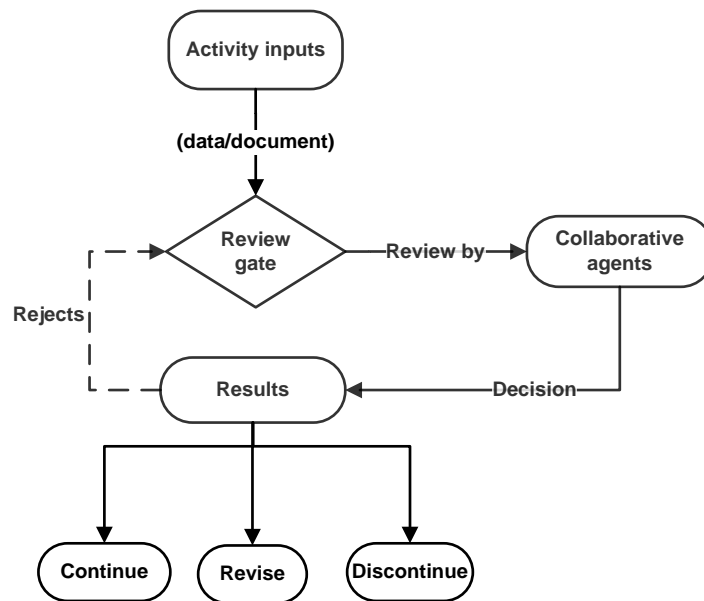 Activity inputs
(data/document)
Review
gate
Review by
Collaborative
agents
Rejects
Results
Decision
Continue
Revise
Discontinue